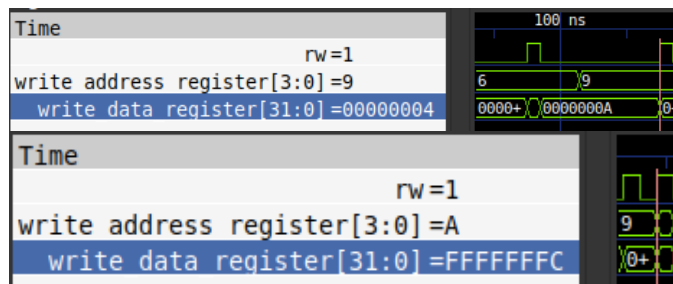 Time 100 ns
rw=1
write address register[3:0]=9 6 9
write data register[31:0]=00000004 0000+ 0000000A 0+
Time
rw=1
write address register[3:0]=A 9
write data register[31:0]=FFFFFFFC 0+